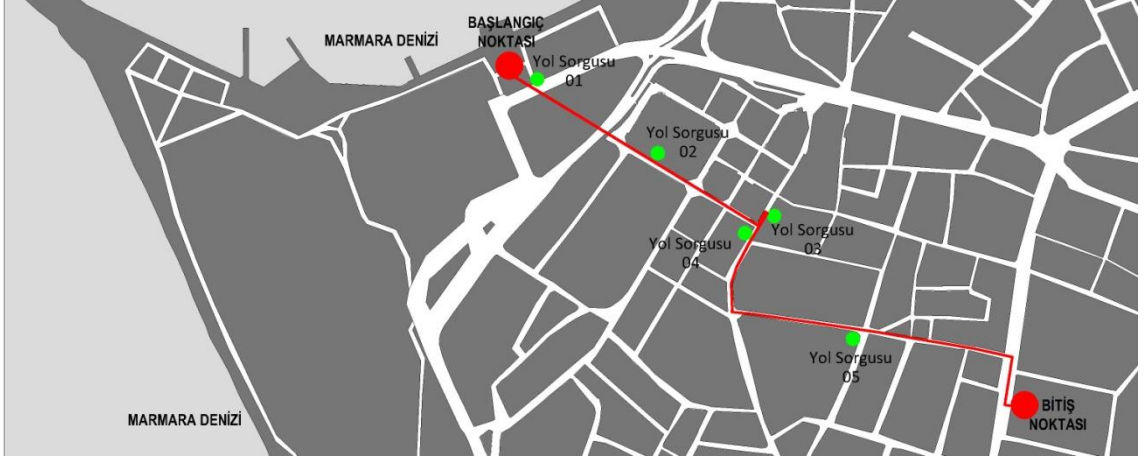 BAŞLANGIÇ
NOKTASI
MARMARA DENİZİ
Yol Sorgusu
01
Yol Sorgusu
02
Yol Sorgusu
03
Yol Sorgusu
04
Yol Sorgusu
05
BİTİŞ
NOKTASI
MARMARA DENİZİ